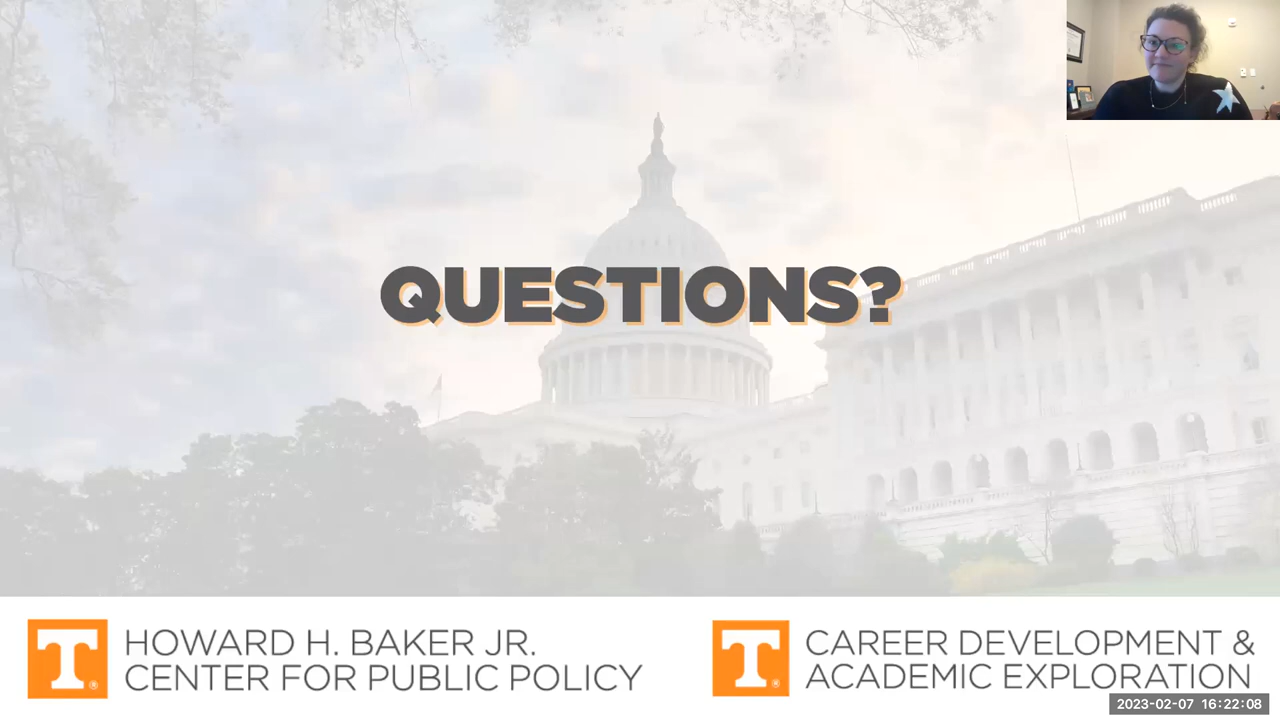 QUESTIONS?
HOWARD H. BAKER JR.
CENTER FOR PUBLIC POLICY
CAREER DEVELOPMENT &
ACADEMIC EXPLORATION
2023-02-07 16:22:08